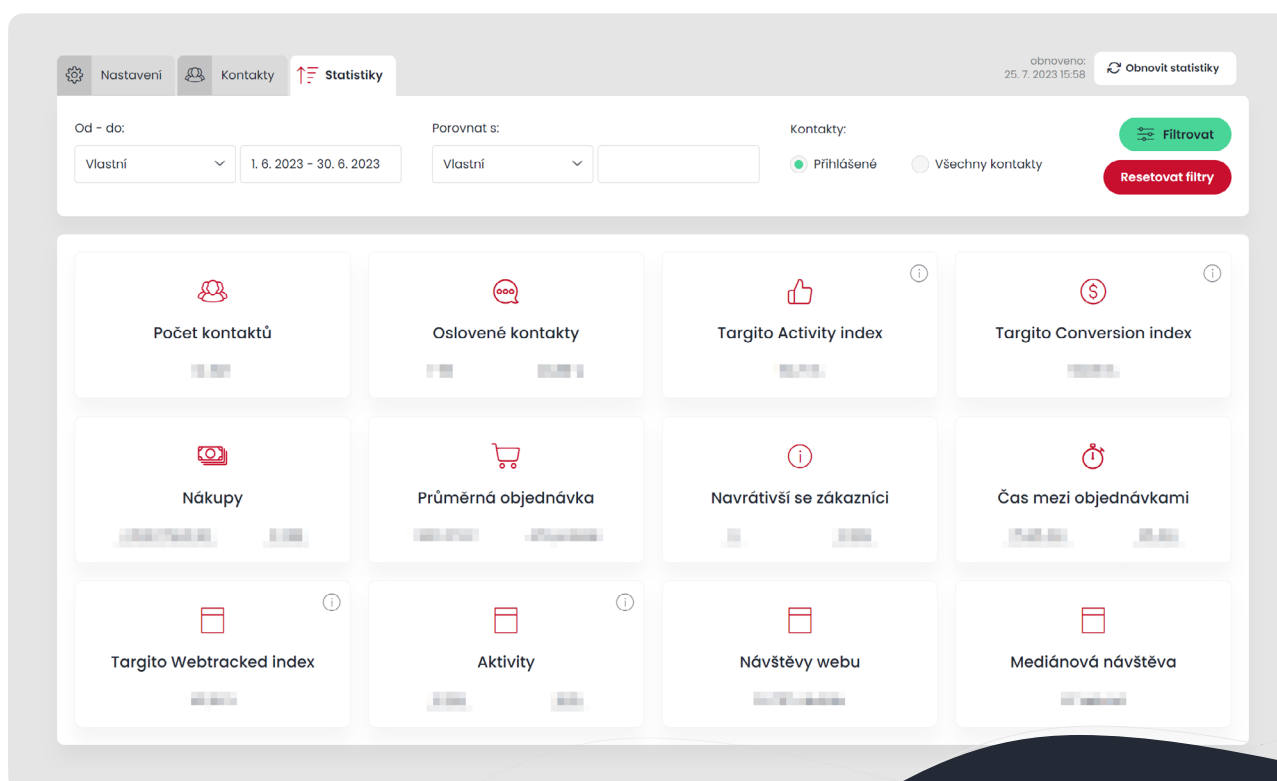 Nastavení
Kontakty
Statistiky
obnoveno:
25. 7. 2023 15:58
Obnovit statistiky
Od - do:
Vlastní
1. 6. 2023 - 30. 6. 2023
Porovnat s:
Vlastní
Kontakty:
Přihlášené
Všechny kontakty
Filtrovat
Resetovat filtry
Počet kontaktů
Oslovené kontakty
Targito Activity index
Targito Conversion index
Nákupy
Průměrná objednávka
Navrátivší se zákazníci
Čas mezi objednávkami
Targito Webtracked index
Aktivity
Návštěvy webu
Mediánová návštěva